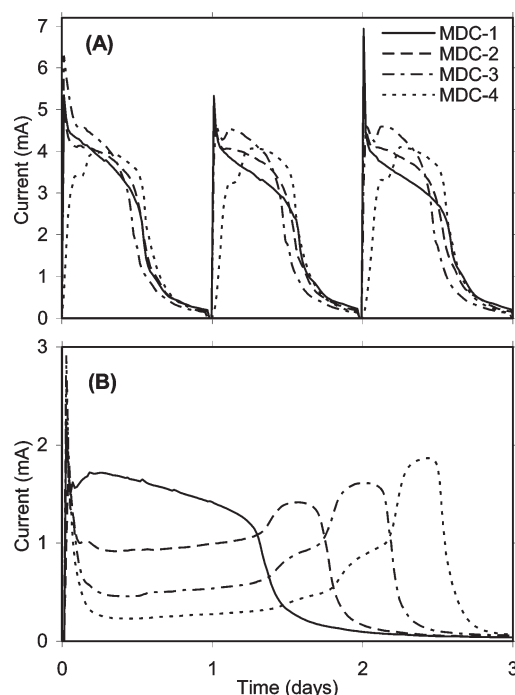 (A)
MDC-1
MDC-2
MDC-3
MDC-4
Current (mA)
7
6
5
4
3
2
1
0
(B)
Current (mA)
3
2
1
0
0 1 2 3
Time (days)